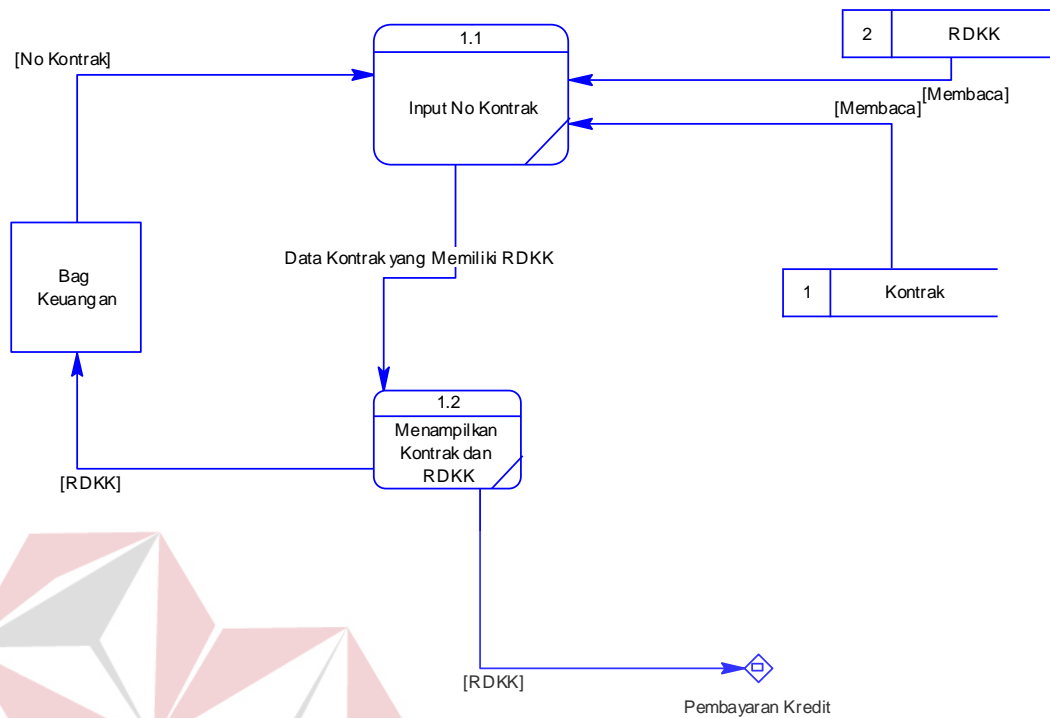 1.1
2
RDKK
[No Kontrak]
Input No Kontrak
[Membaca]
[Membaca]
Data Kontrak yang Memiliki RDKK
Bag
Keuangan
1
Kontrak
1.2
Menampilkan
Kontrak dan
RDKK
[RDKK]
[RDKK]
Pembayaran Kredit